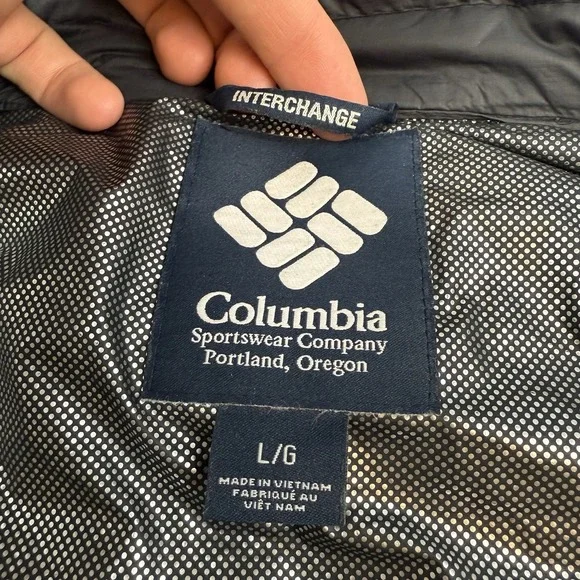 INTERCHANGE
Columbia
Sportswear Company
Portland, Oregon
L/G
MADE IN VIETNAM
FABRIQUÉ AU
VIÊT NAM